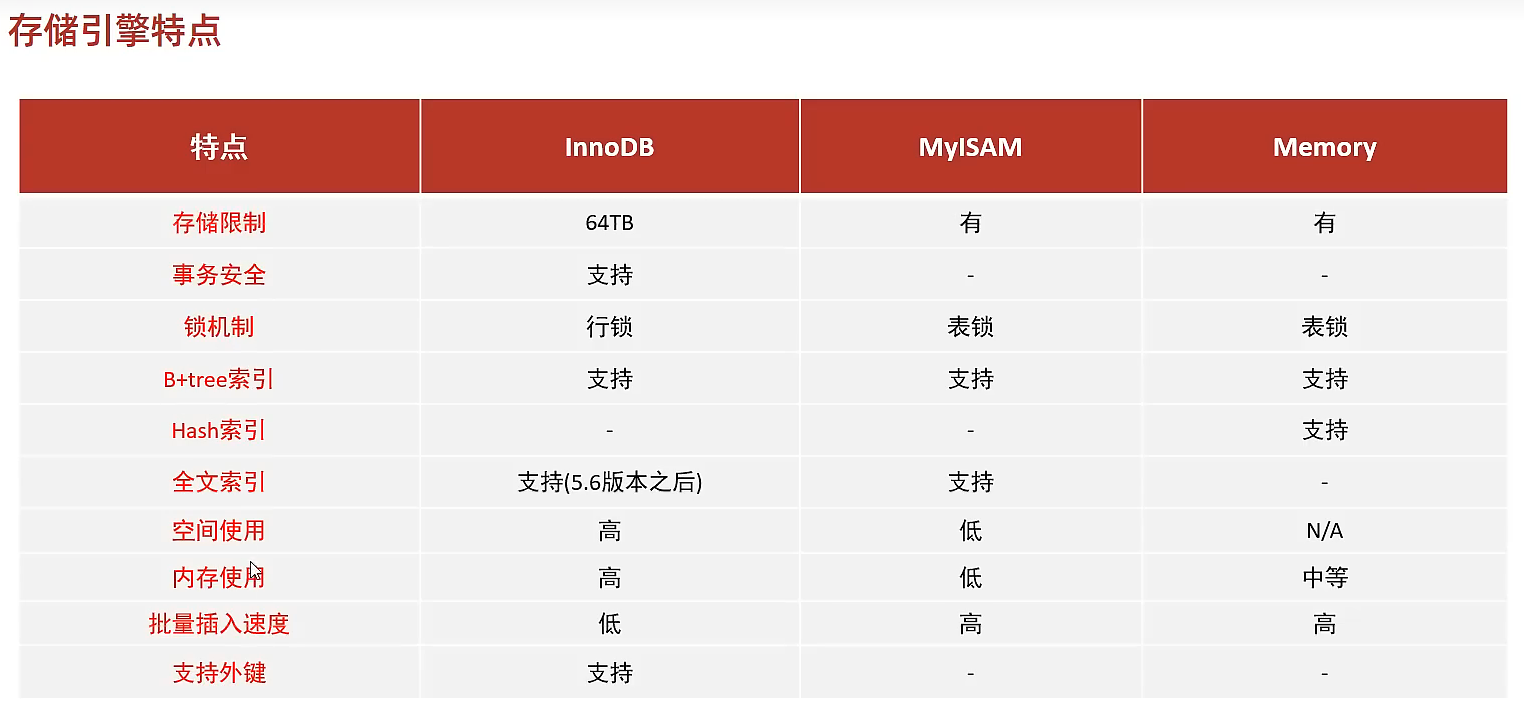 存储引擎特点
特点 InnoDB MyISAM Memory
存储限制 64TB 有 有
事务安全 支持 - -
锁机制 行锁 表锁 表锁
B+tree索引 支持 支持 支持
Hash索引 - - 支持
全文索引 支持(5.6版本之后) 支持 -
空间使用 高 低 N/A
内存使用 高 低 中等
批量插入速度 低 高 高
支持外键 支持 - -